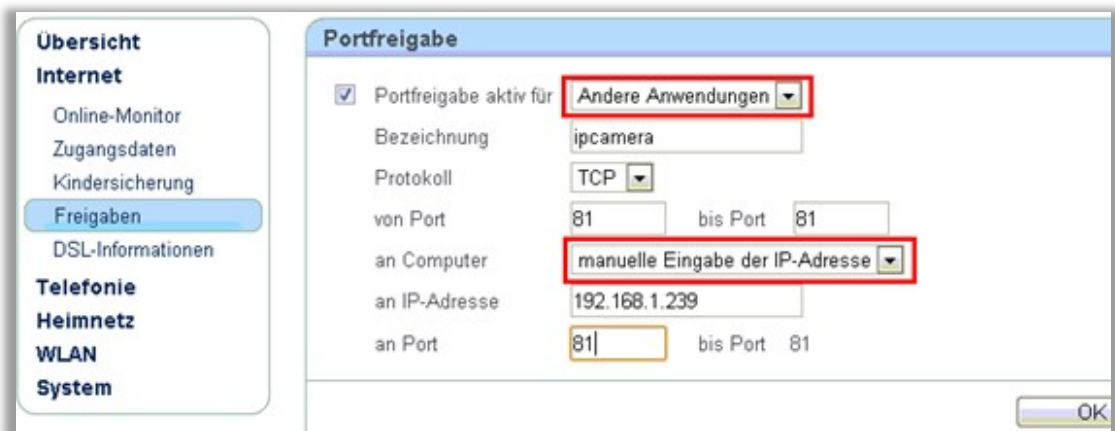 Übersicht
Internet
Online-Monitor
Zugangsdaten
Kindersicherung
Freigaben
DSL-Informationen
Telefonie
Heimnetz
WLAN
System
Portfreigabe
Portfreigabe aktiv für Andere Anwendungen
Bezeichnung ipcamera
Protokoll TCP
von Port 81 bis Port 81
an Computer manuelle Eingabe der IP-Adresse
an IP-Adresse 192.168.1.239
an Port 81 bis Port 81
OK